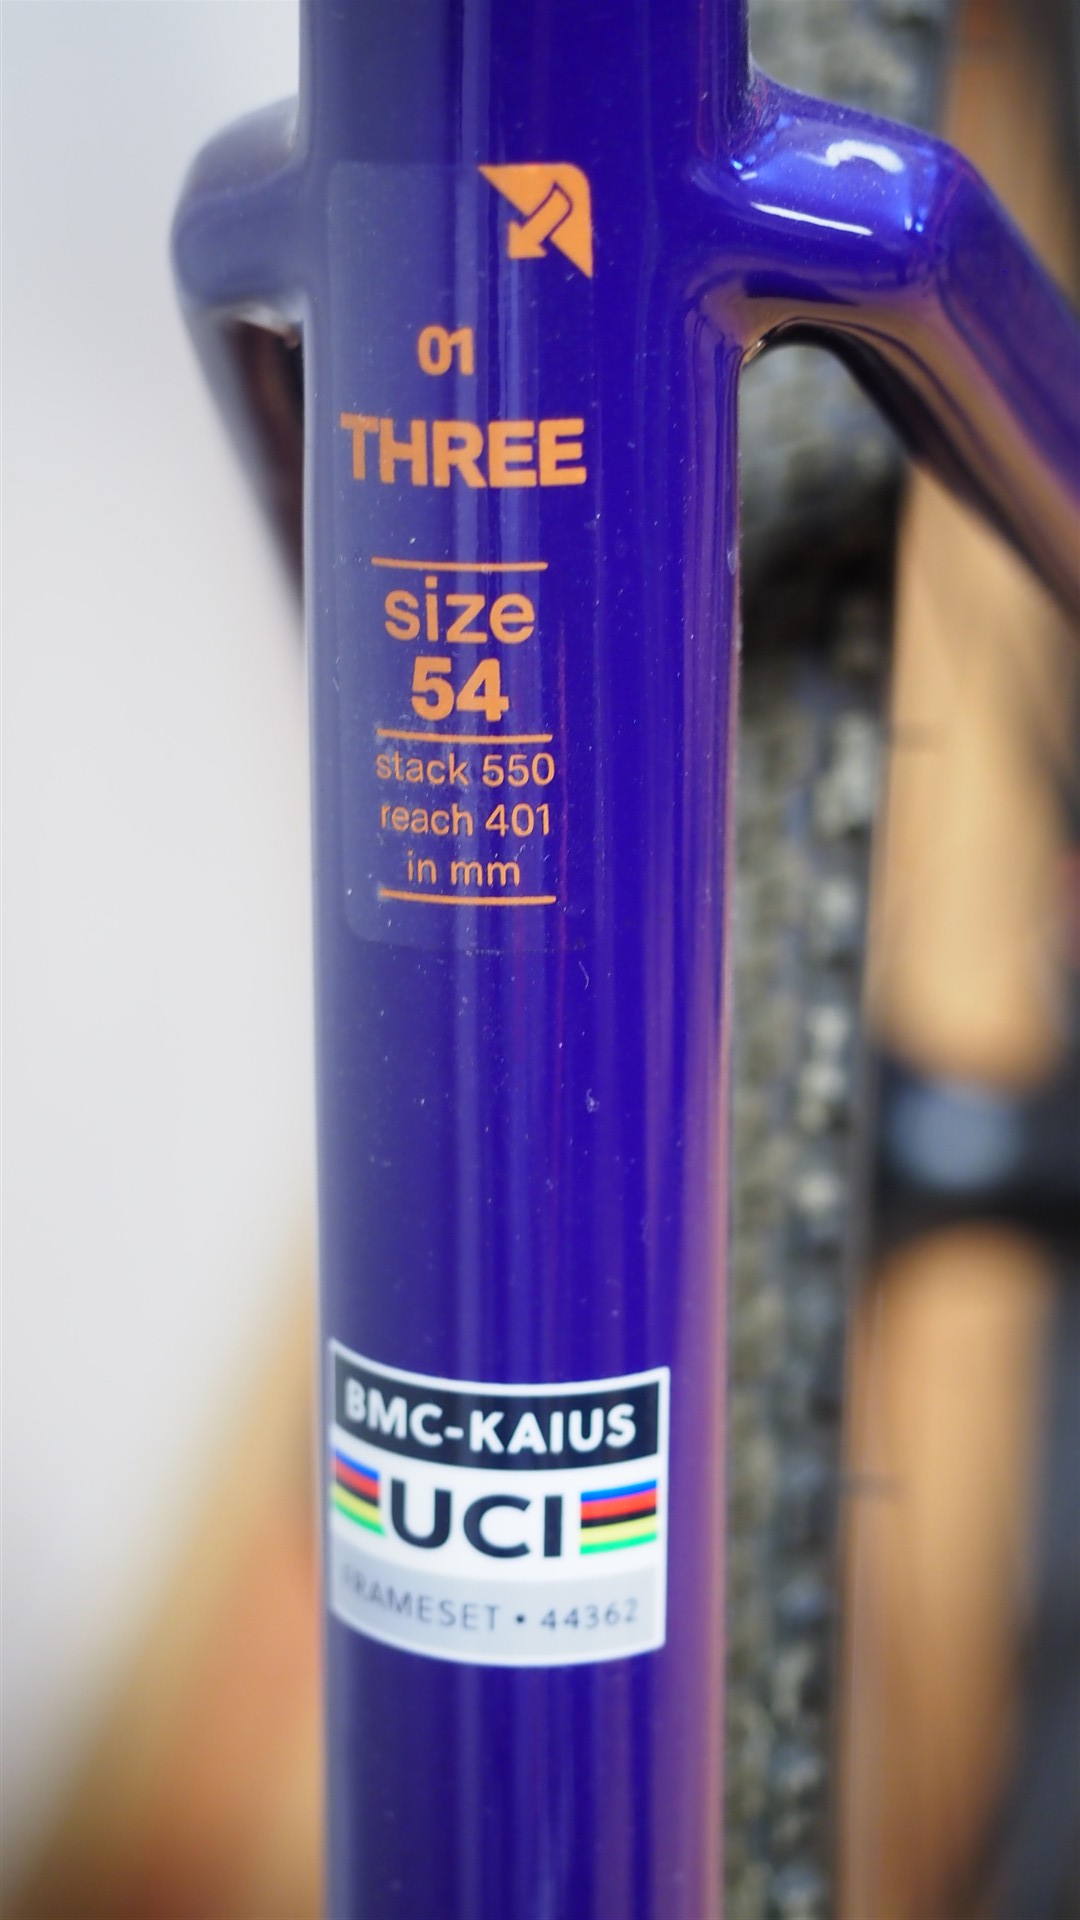 01
THREE
size
54
stack 550
reach 401
in mm
BMC-KAIUS
UCI
FRAMESET • 44362